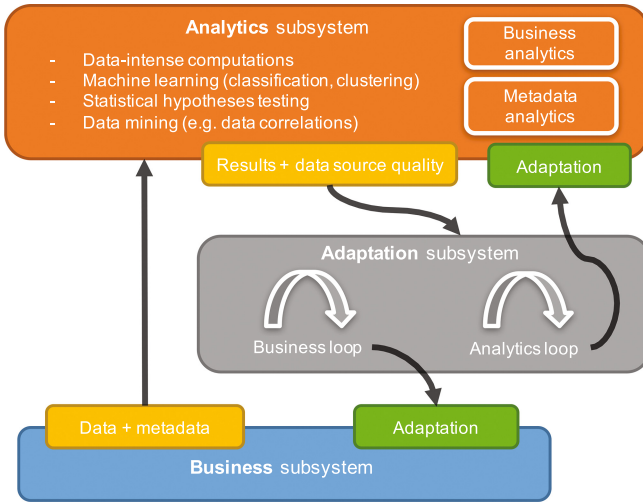 Analytics subsystem
- Data-intense computations
- Machine learning (classification, clustering)
- Statistical hypotheses testing
- Data mining (e.g. data correlations)
Business
analytics
Metadata
analytics
Results + data source quality
Adaptation
Adaptation subsystem
Business loop
Analytics loop
Data + metadata
Adaptation
Business subsystem